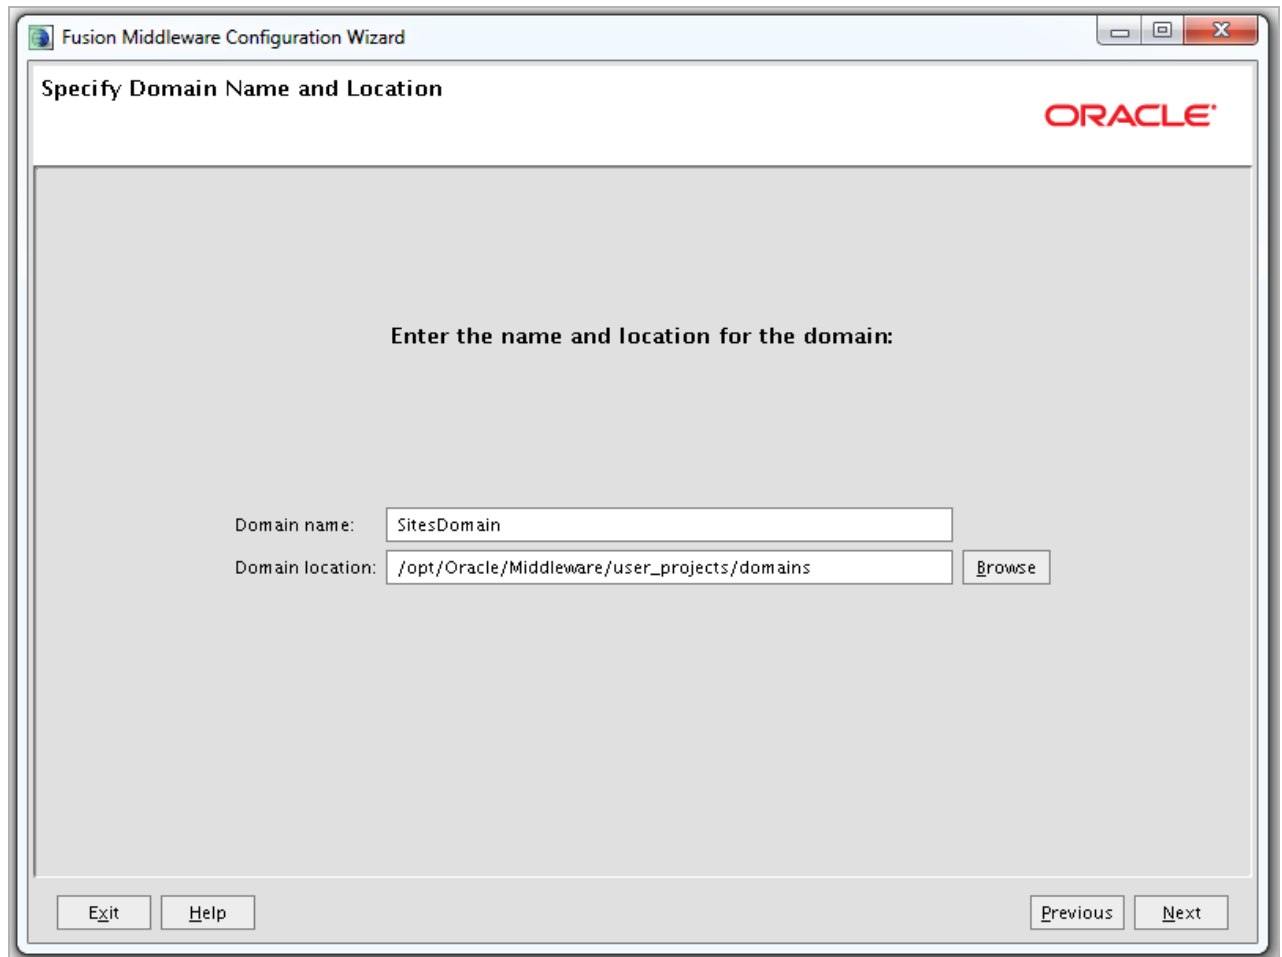 Fusion Middleware Configuration Wizard
Specify Domain Name and Location
ORACLE
Enter the name and location for the domain:
Domain name: SitesDomain
Domain location: /opt/Oracle/Middleware/user_projects/domains Browse
Exit Help Previous Next